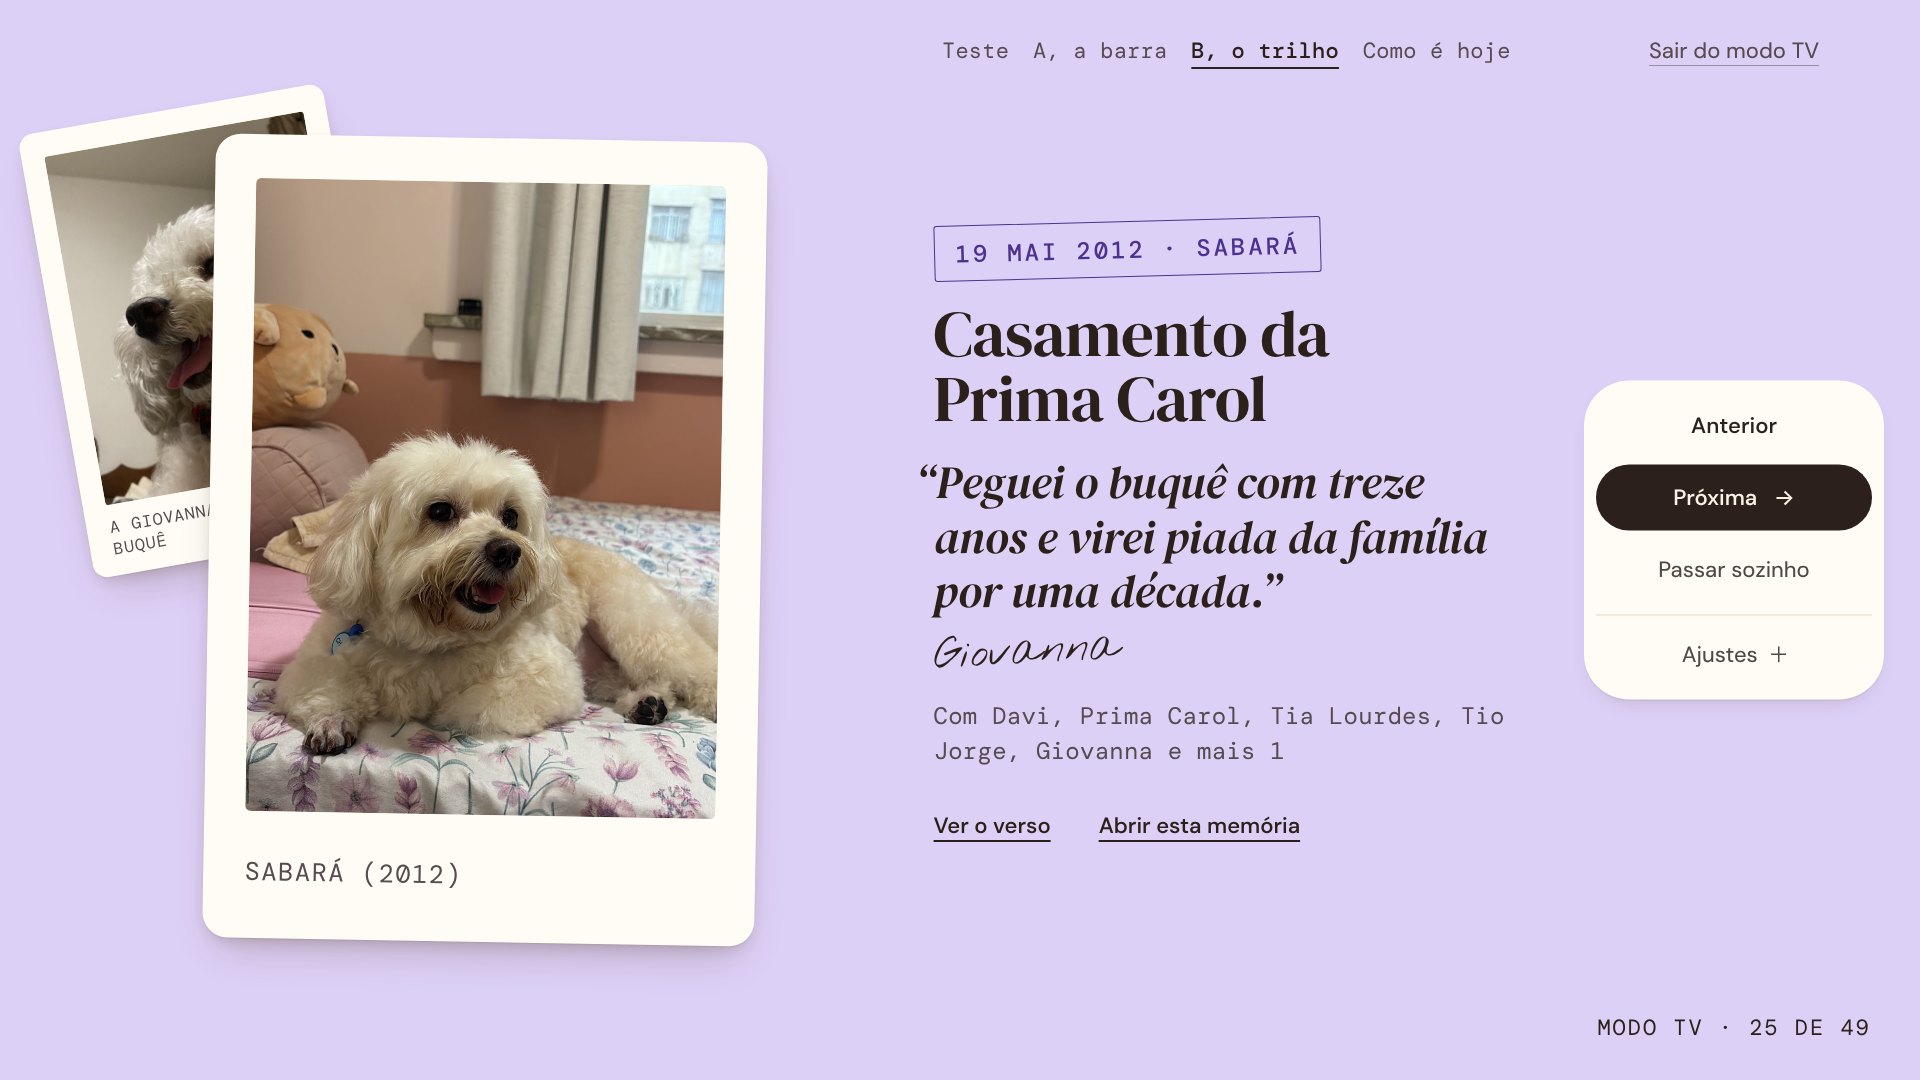 Teste A, a barra B, o trilho Como é hoje Sair do modo TV
A GIOVANNA
BUQUÊ
SABARÁ (2012)
19 MAI 2012 · SABARÁ
Casamento da
Prima Carol
“Peguei o buquê com treze
anos e virei piada da família
por uma década.”
Giovanna
Com Davi, Prima Carol, Tia Lourdes, Tio
Jorge, Giovanna e mais 1
Ver o verso Abrir esta memória
Anterior
Próxima →
Passar sozinho
Ajustes +
MODO TV · 25 DE 49